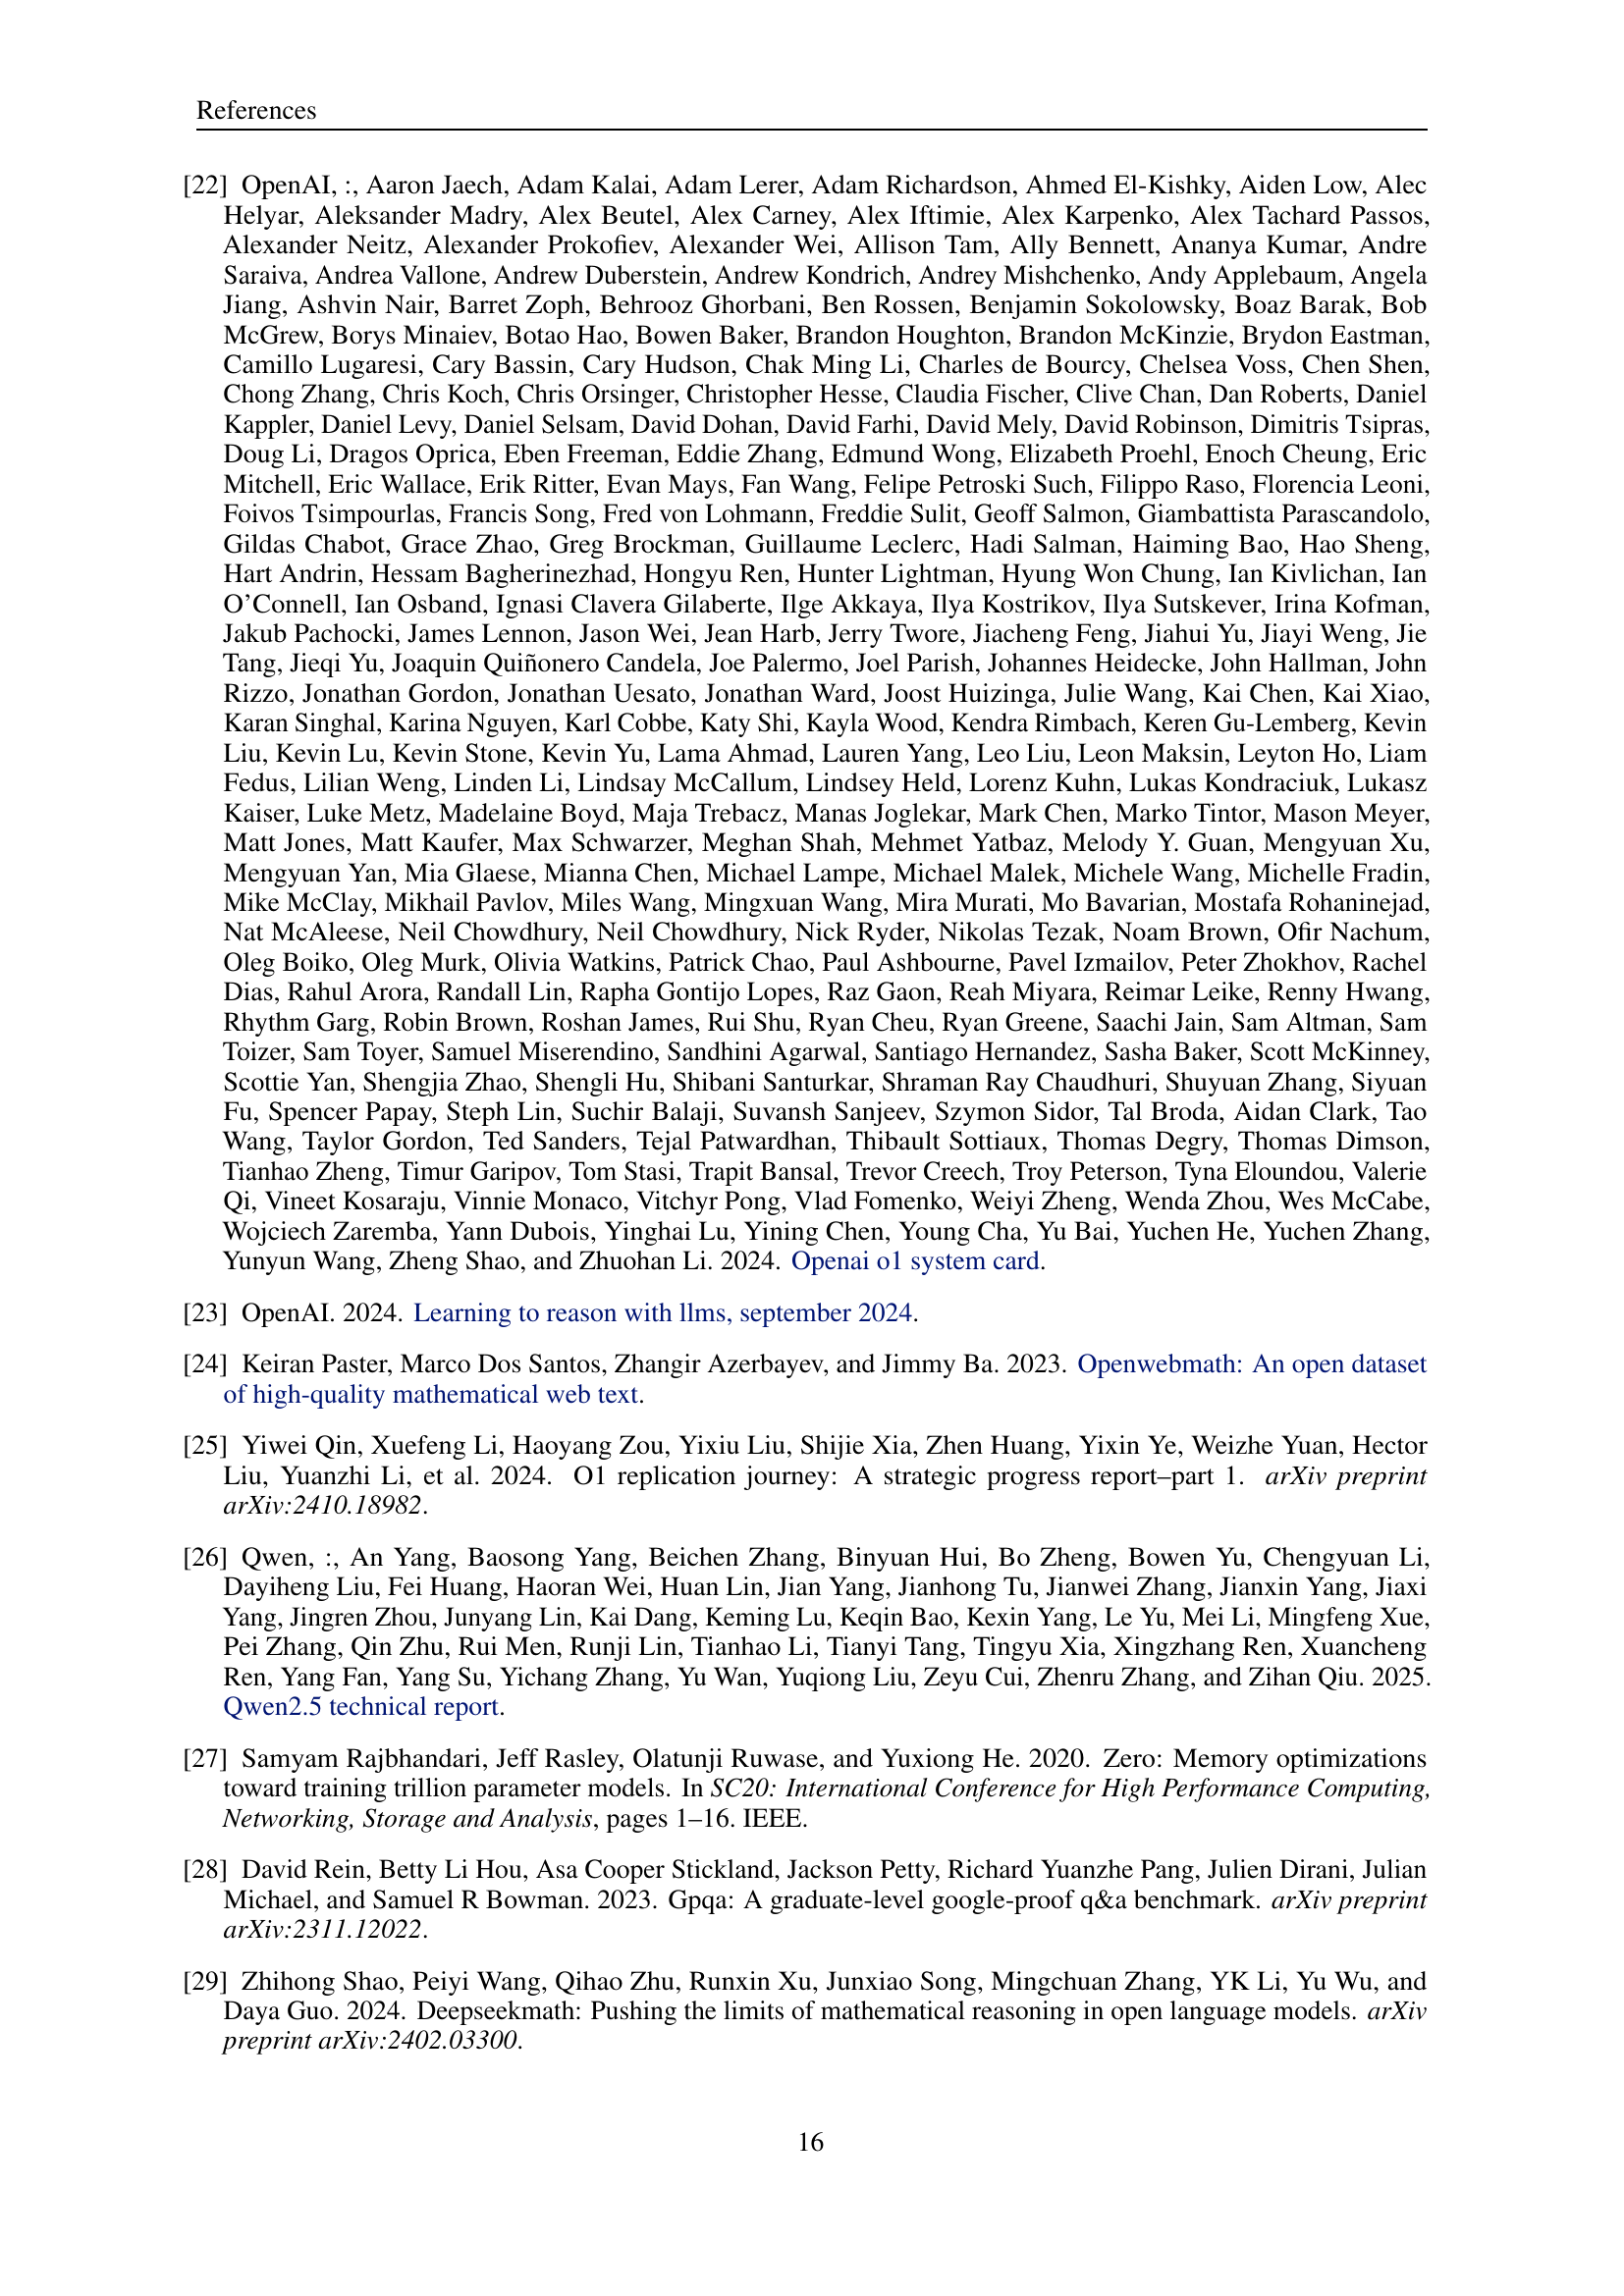 References
[22] OpenAI, :, Aaron Jaech, Adam Kalai, Adam Lerer, Adam Richardson, Ahmed El-Kishky, Aiden Low, Alec
Helyar, Aleksander Madry, Alex Beutel, Alex Carney, Alex Iftimie, Alex Karpenko, Alex Tachard Passos,
Alexander Neitz, Alexander Prokofiev, Alexander Wei, Allison Tam, Ally Bennett, Ananya Kumar, Andre
Saraiva, Andrea Vallone, Andrew Duberstein, Andrew Kondrich, Andrey Mishchenko, Andy Applebaum, Angela
Jiang, Ashvin Nair, Barret Zoph, Behrooz Ghorbani, Ben Rossen, Benjamin Sokolowsky, Boaz Barak, Bob
McGrew, Borys Minaiev, Botao Hao, Bowen Baker, Brandon Houghton, Brandon McKinzie, Brydon Eastman,
Camillo Lugaresi, Cary Bassin, Cary Hudson, Chak Ming Li, Charles de Bourcy, Chelsea Voss, Chen Shen,
Chong Zhang, Chris Koch, Chris Orsinger, Christopher Hesse, Claudia Fischer, Clive Chan, Dan Roberts, Daniel
Kappler, Daniel Levy, Daniel Selsam, David Dohan, David Farhi, David Mely, David Robinson, Dimitris Tsipras,
Doug Li, Dragos Oprica, Eben Freeman, Eddie Zhang, Edmund Wong, Elizabeth Proehl, Enoch Cheung, Eric
Mitchell, Eric Wallace, Erik Ritter, Evan Mays, Fan Wang, Felipe Petroski Such, Filippo Raso, Florencia Leoni,
Foivos Tsimpourlas, Francis Song, Fred von Lohmann, Freddie Sulit, Geoff Salmon, Giambattista Parascandolo,
Gildas Chabot, Grace Zhao, Greg Brockman, Guillaume Leclerc, Hadi Salman, Haiming Bao, Hao Sheng,
Hart Andrin, Hessam Bagherinezhad, Hongyu Ren, Hunter Lightman, Hyung Won Chung, Ian Kivlichan, Ian
O’Connell, Ian Osband, Ignasi Clavera Gilaberte, Ilge Akkaya, Ilya Kostrikov, Ilya Sutskever, Irina Kofman,
Jakub Pachocki, James Lennon, Jason Wei, Jean Harb, Jerry Twore, Jiacheng Feng, Jiahui Yu, Jiayi Weng, Jie
Tang, Jieqi Yu, Joaquin Quiñonero Candela, Joe Palermo, Joel Parish, Johannes Heidecke, John Hallman, John
Rizzo, Jonathan Gordon, Jonathan Uesato, Jonathan Ward, Joost Huizinga, Julie Wang, Kai Chen, Kai Xiao,
Karan Singhal, Karina Nguyen, Karl Cobbe, Katy Shi, Kayla Wood, Kendra Rimbach, Keren Gu-Lemberg, Kevin
Liu, Kevin Lu, Kevin Stone, Kevin Yu, Lama Ahmad, Lauren Yang, Leo Liu, Leon Maksin, Leyton Ho, Liam
Fedus, Lilian Weng, Linden Li, Lindsay McCallum, Lindsey Held, Lorenz Kuhn, Lukas Kondraciuk, Lukasz
Kaiser, Luke Metz, Madelaine Boyd, Maja Trebacz, Manas Joglekar, Mark Chen, Marko Tintor, Mason Meyer,
Matt Jones, Matt Kaufer, Max Schwarzer, Meghan Shah, Mehmet Yatbaz, Melody Y. Guan, Mengyuan Xu,
Mengyuan Yan, Mia Glaese, Mianna Chen, Michael Lampe, Michael Malek, Michele Wang, Michelle Fradin,
Mike McClay, Mikhail Pavlov, Miles Wang, Mingxuan Wang, Mira Murati, Mo Bavarian, Mostafa Rohaninejad,
Nat McAleese, Neil Chowdhury, Neil Chowdhury, Nick Ryder, Nikolas Tezak, Noam Brown, Ofir Nachum,
Oleg Boiko, Oleg Murk, Olivia Watkins, Patrick Chao, Paul Ashbourne, Pavel Izmailov, Peter Zhokhov, Rachel
Dias, Rahul Arora, Randall Lin, Rapha Gontijo Lopes, Raz Gaon, Reah Miyara, Reimar Leike, Renny Hwang,
Rhythm Garg, Robin Brown, Roshan James, Rui Shu, Ryan Cheu, Ryan Greene, Saachi Jain, Sam Altman, Sam
Toizer, Sam Toyer, Samuel Miserendino, Sandhini Agarwal, Santiago Hernandez, Sasha Baker, Scott McKinney,
Scottie Yan, Shengjia Zhao, Shengli Hu, Shibani Santurkar, Shraman Ray Chaudhuri, Shuyuan Zhang, Siyuan
Fu, Spencer Papay, Steph Lin, Suchir Balaji, Suvansh Sanjeev, Szymon Sidor, Tal Broda, Aidan Clark, Tao
Wang, Taylor Gordon, Ted Sanders, Tejal Patwardhan, Thibault Sottiaux, Thomas Degry, Thomas Dimson,
Tianhao Zheng, Timur Garipov, Tom Stasi, Trapit Bansal, Trevor Creech, Troy Peterson, Tyna Eloundou, Valerie
Qi, Vineet Kosaraju, Vinnie Monaco, Vitchyr Pong, Vlad Fomenko, Weiyi Zheng, Wenda Zhou, Wes McCabe,
Wojciech Zaremba, Yann Dubois, Yinghai Lu, Yining Chen, Young Cha, Yu Bai, Yuchen He, Yuchen Zhang,
Yunyun Wang, Zheng Shao, and Zhuohan Li. 2024. Openai o1 system card.
[23] OpenAI. 2024. Learning to reason with llms, september 2024.
[24] Keiran Paster, Marco Dos Santos, Zhangir Azerbayev, and Jimmy Ba. 2023. Openwebmath: An open dataset
of high-quality mathematical web text.
[25] Yiwei Qin, Xuefeng Li, Haoyang Zou, Yixiu Liu, Shijie Xia, Zhen Huang, Yixin Ye, Weizhe Yuan, Hector
Liu, Yuanzhi Li, et al. 2024. O1 replication journey: A strategic progress report–part 1. arXiv preprint
arXiv:2410.18982.
[26] Qwen, :, An Yang, Baosong Yang, Beichen Zhang, Binyuan Hui, Bo Zheng, Bowen Yu, Chengyuan Li,
Dayiheng Liu, Fei Huang, Haoran Wei, Huan Lin, Jian Yang, Jianhong Tu, Jianwei Zhang, Jianxin Yang, Jiaxi
Yang, Jingren Zhou, Junyang Lin, Kai Dang, Keming Lu, Keqin Bao, Kexin Yang, Le Yu, Mei Li, Mingfeng Xue,
Pei Zhang, Qin Zhu, Rui Men, Runji Lin, Tianhao Li, Tianyi Tang, Tingyu Xia, Xingzhang Ren, Xuancheng
Ren, Yang Fan, Yang Su, Yichang Zhang, Yu Wan, Yuqiong Liu, Zeyu Cui, Zhenru Zhang, and Zihan Qiu. 2025.
Qwen2.5 technical report.
[27] Samyam Rajbhandari, Jeff Rasley, Olatunji Ruwase, and Yuxiong He. 2020. Zero: Memory optimizations
toward training trillion parameter models. In SC20: International Conference for High Performance Computing,
Networking, Storage and Analysis, pages 1–16. IEEE.
[28] David Rein, Betty Li Hou, Asa Cooper Stickland, Jackson Petty, Richard Yuanzhe Pang, Julien Dirani, Julian
Michael, and Samuel R Bowman. 2023. Gpqa: A graduate-level google-proof q&a benchmark. arXiv preprint
arXiv:2311.12022.
[29] Zhihong Shao, Peiyi Wang, Qihao Zhu, Runxin Xu, Junxiao Song, Mingchuan Zhang, YK Li, Yu Wu, and
Daya Guo. 2024. Deepseekmath: Pushing the limits of mathematical reasoning in open language models. arXiv
preprint arXiv:2402.03300.
16